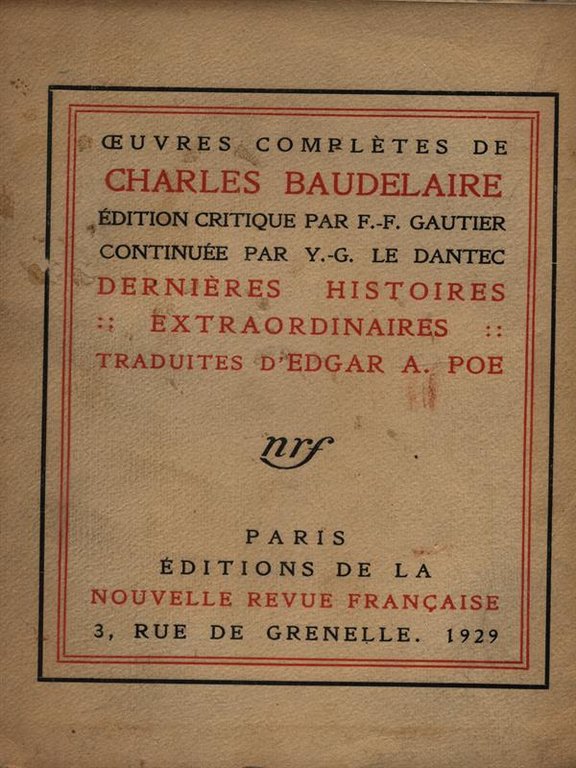 ŒUVRES COMPLÈTES DE
CHARLES BAUDELAIRE
ÉDITION CRITIQUE PAR F.-F. GAUTIER
CONTINUÉE PAR Y.-G. LE DANTEC
DERNIÈRES HISTOIRES
:: EXTRAORDINAIRES ::
TRADUITES D'EDGAR A. POE
nrf
PARIS
ÉDITIONS DE LA
NOUVELLE REVUE FRANÇAISE
3, RUE DE GRENELLE. 1929